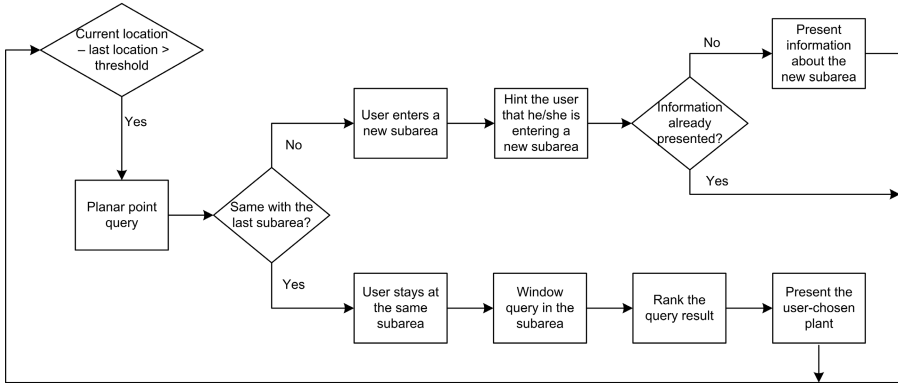 Current location
– last location >
threshold
Yes
Planar point
query
Same with the
last subarea?
No
User enters a
new subarea
Hint the user
that he/she is
entering a
new subarea
Information
already
presented?
No
Present
information
about the
new subarea
Yes
Yes
User stays at
the same
subarea
Window
query in the
subarea
Rank the
query result
Present the
user-chosen
plant